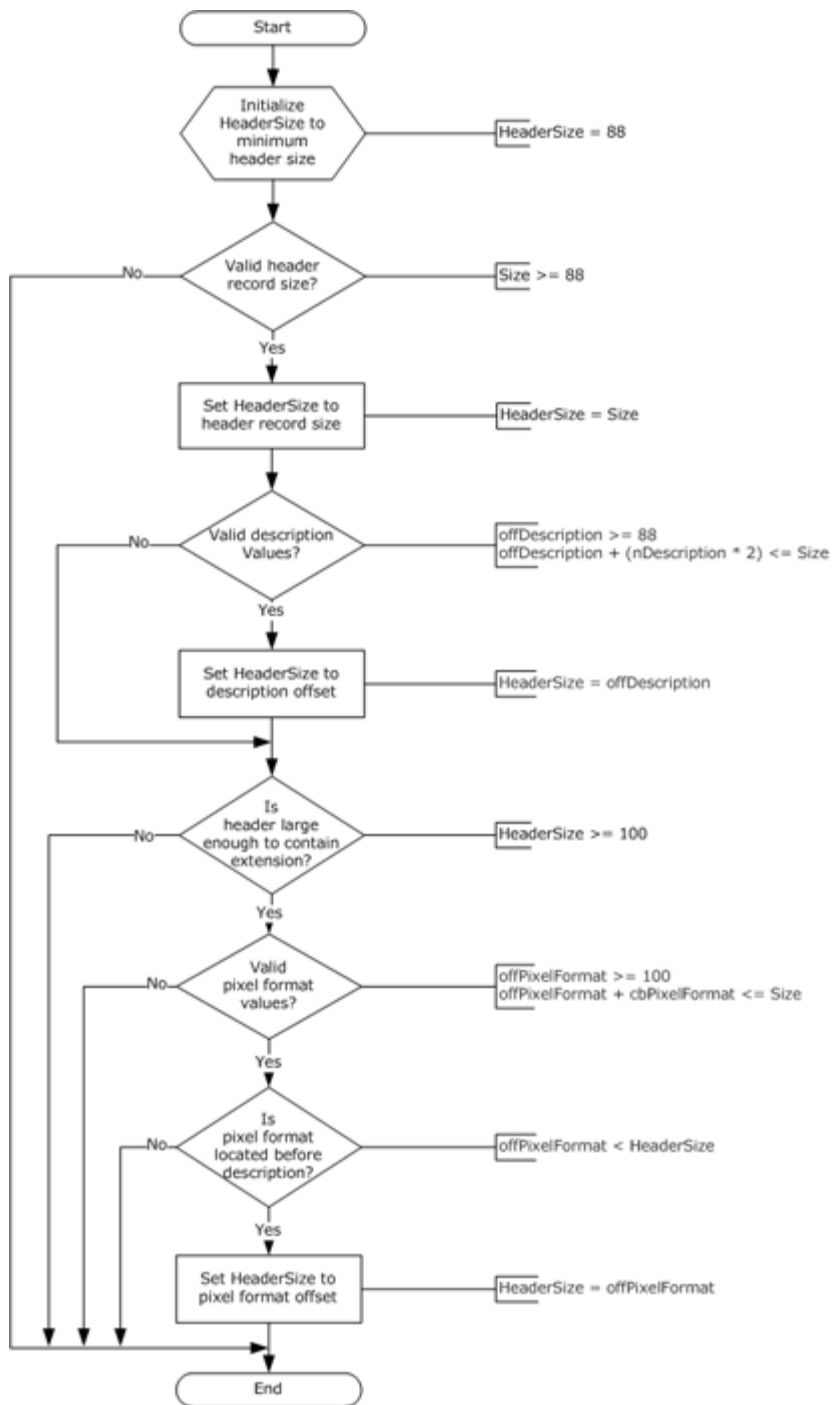 Start
Initialize
HeaderSize to
minimum
header size
HeaderSize = 88
Valid header
record size?
No
Size >= 88
Yes
Set HeaderSize to
header record size
HeaderSize = Size
Valid description
Values?
No
offDescription >= 88
offDescription + (nDescription * 2) <= Size
Yes
Set HeaderSize to
description offset
HeaderSize = offDescription
Is
header large
enough to contain
extension?
No
HeaderSize >= 100
Yes
Valid
pixel format
values?
No
offPixelFormat >= 100
offPixelFormat + cbPixelFormat <= Size
Yes
Is
pixel format
located before
description?
No
offPixelFormat < HeaderSize
Yes
Set HeaderSize to
pixel format offset
HeaderSize = offPixelFormat
End